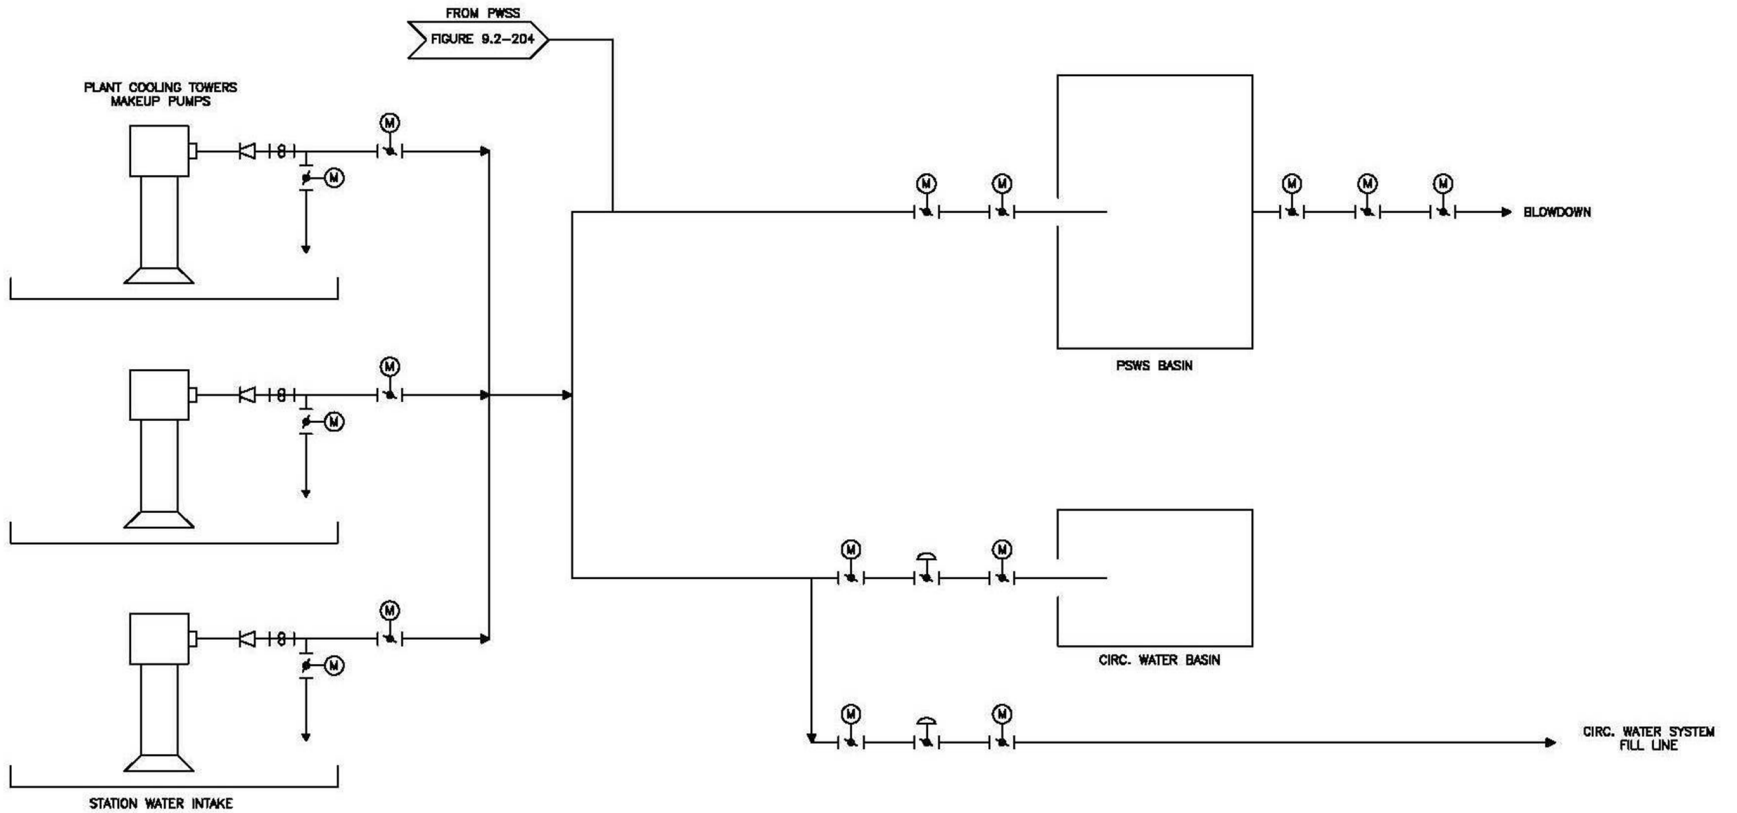 FROM PWSS
FIGURE 9.2-204
PLANT COOLING TOWERS
MAKEUP PUMPS
M
M
M
M
M
M
M
M
BLOWDOWN
PSWS BASIN
M
M
M
M
M
CIRC. WATER BASIN
M
M
M
M
CIRC. WATER SYSTEM
FILL LINE
STATION WATER INTAKE